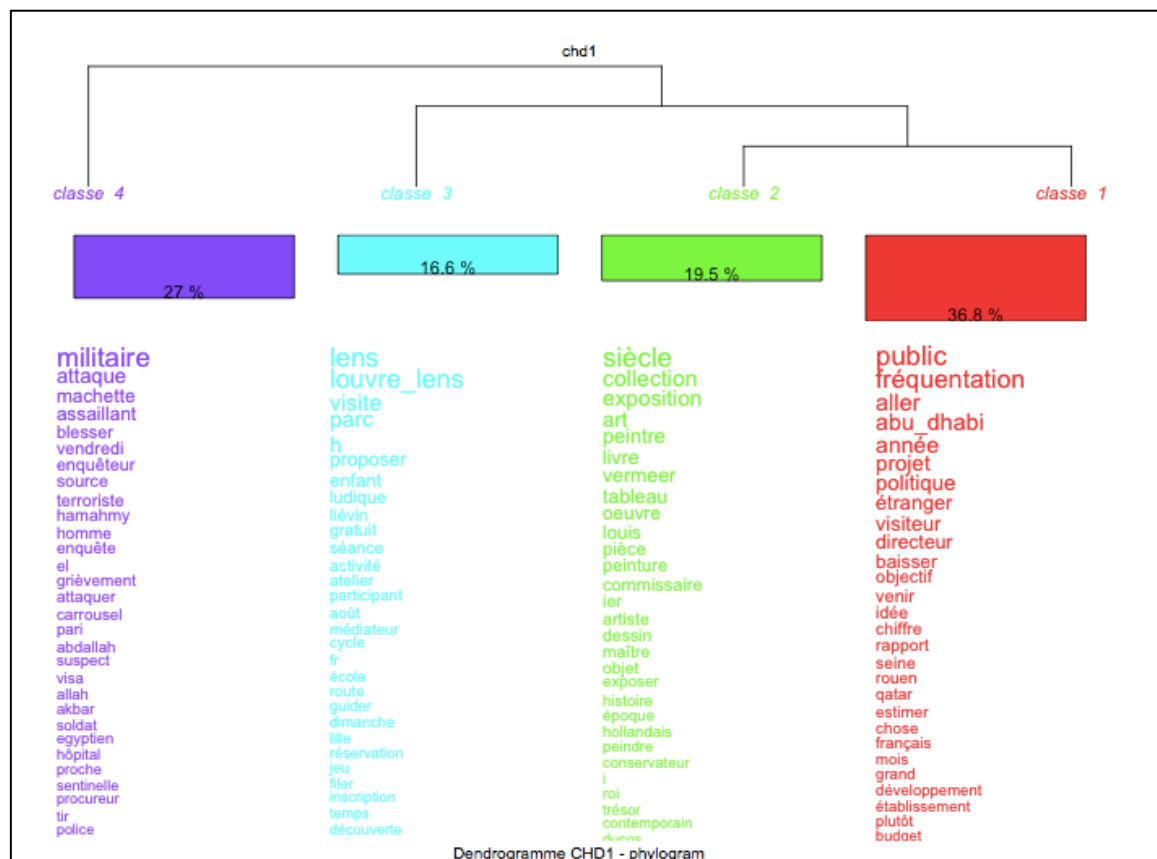 chd1
classe 4
classe 3
classe 2
classe 1
27 %
16.6 %
19.5 %
36.8 %
militaire
attaque
machette
assaillant
blesser
vendredi
enquêteur
source
terroriste
hamahmy
homme
enquête
el
grièvement
attaquer
carrousel
pari
abdallah
suspect
visa
allah
akbar
soldat
egyptien
hôpital
proche
sentinelle
procureur
tir
police
lens
louvre_lens
visite
parc
h
proposer
enfant
ludique
liévin
gratuit
séance
activité
atelier
participant
août
médiateur
cycle
fr
école
route
guider
dimanche
lille
réservation
jeu
filer
inscription
temps
découverte
siècle
collection
exposition
art
peintre
livre
vermeer
tableau
oeuvre
louis
pièce
peinture
commissaire
ier
artiste
dessin
maître
objet
exposer
histoire
époque
hollandais
peindre
conservateur
i
roi
trésor
contemporain
public
fréquentation
aller
abu_dhabi
année
projet
politique
étranger
visiteur
directeur
baisser
objectif
venir
idée
chiffre
rapport
seine
rouen
qatar
estimer
chose
français
mois
grand
développement
établissement
plutôt
budget
Dendrogramme CHD1 - phylogram